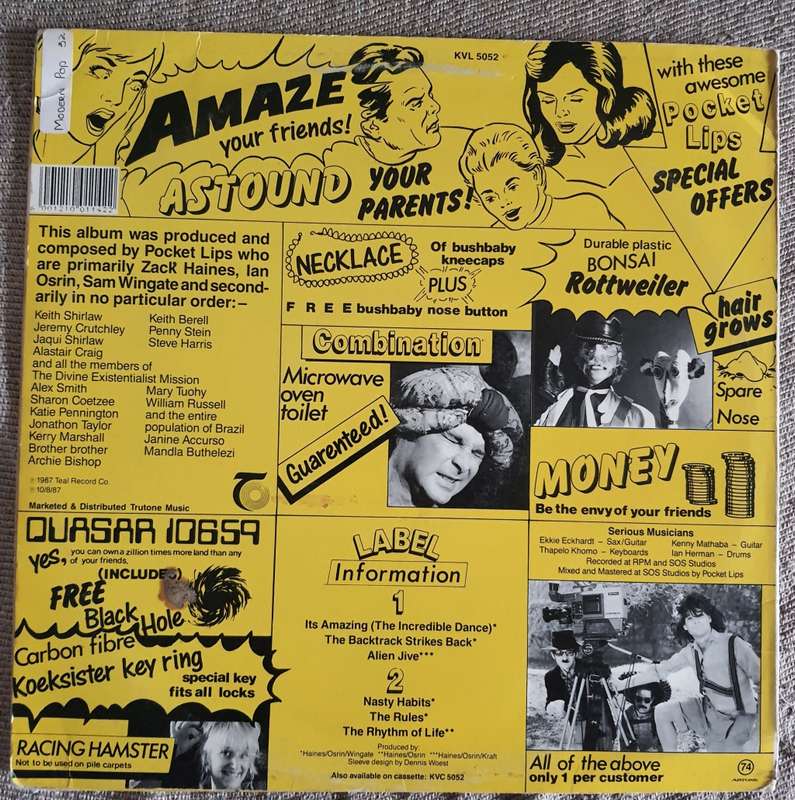 MODERN POP 32
KVL 5052
AMAZE
your friends!
ASTOUND YOUR
PARENTS!
with these
awesome
Pocket
Lips
SPECIAL
OFFERS
6 001210 011422
This album was produced and
composed by Pocket Lips who
are primarily Zack Haines, Ian
Osrin, Sam Wingate and second-
arily in no particular order:–
Keith Shirlaw
Jeremy Crutchley
Jaqui Shirlaw
Alastair Craig
Keith Berell
Penny Stein
Steve Harris
and all the members of
The Divine Existentialist Mission
Alex Smith
Sharon Coetzee
Katie Pennington
Jonathon Taylor
Kerry Marshall
Brother brother
Archie Bishop
Mary Tuohy
William Russell
and the entire
population of Brazil
Janine Accurso
Mandla Buthelezi
℗ 1987 Teal Record Co.
℗ 10/8/87
Marketed & Distributed Trutone Music
NECKLACE
Of bushbaby
kneecaps
PLUS
FREE bushbaby nose button
Durable plastic
BONSAI
Rottweiler
hair
grows
Spare
Nose
Combination
Microwave
oven
toilet
Guarenteed!
MONEY
Be the envy of your friends
QUASAR 10659
yes, you can own a zillion times more land than any
of your friends.
(INCLUDES)
FREE
Black
Hole
Carbon fibre
Koeksister key ring
special key
fits all locks
RACING HAMSTER
Not to be used on pile carpets
LABEL
Information
1
Its Amazing (The Incredible Dance)*
The Backtrack Strikes Back*
Alien Jive***
2
Nasty Habits*
The Rules*
The Rhythm of Life**
Produced by:
*Haines/Osrin/Wingate **Haines/Osrin ***Haines/Osrin/Kraft
Sleeve design by Dennis Woest
Also available on cassette: KVC 5052
Serious Musicians
Ekkie Eckhardt – Sax/Guitar Kenny Mathaba – Guitar
Thapelo Khomo – Keyboards Ian Herman – Drums
Recorded at RPM and SOS Studios
Mixed and Mastered at SOS Studios by Pocket Lips
All of the above
only 1 per customer
74
ARTONE